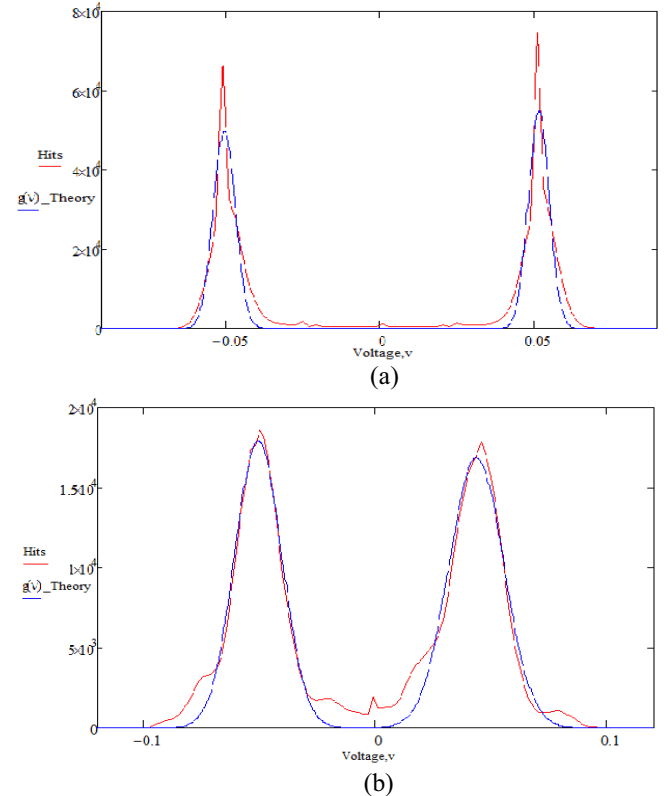 8×10⁴
6×10⁴
4×10⁴
2×10⁴
0
Hits
g(v)_Theory
−0.05 0 0.05
Voltage,v
(a)
2×10⁴
1.5×10⁴
1×10⁴
5×10³
0
Hits
g(v)_Theory
−0.1 0 0.1
Voltage,v
(b)